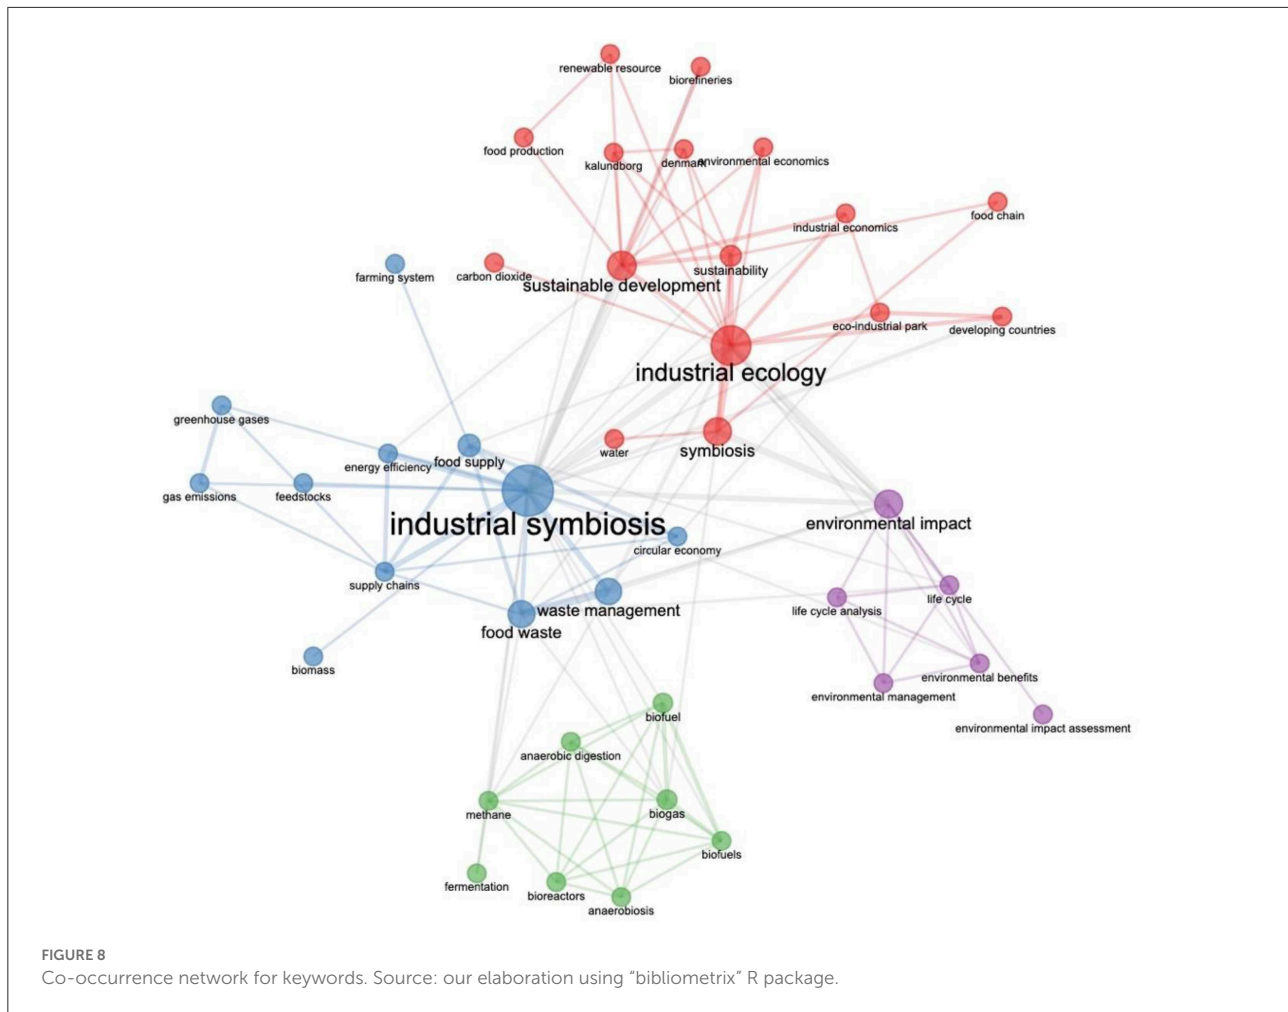 renewable resource
biorefineries
food production
kalundborg
denmark
environmental economics
food chain
industrial economics
sustainability
farming system
carbon dioxide
sustainable development
eco-industrial park
developing countries
industrial ecology
greenhouse gases
water
symbiosis
energy efficiency
food supply
gas emissions
feedstocks
industrial symbiosis
environmental impact
circular economy
supply chains
life cycle
life cycle analysis
waste management
food waste
biomass
environmental benefits
environmental management
environmental impact assessment
biofuel
anaerobic digestion
methane
biogas
biofuels
fermentation
bioreactors
anaerobiosis
FIGURE 8
Co-occurrence network for keywords. Source: our elaboration using “bibliometrix” R package.